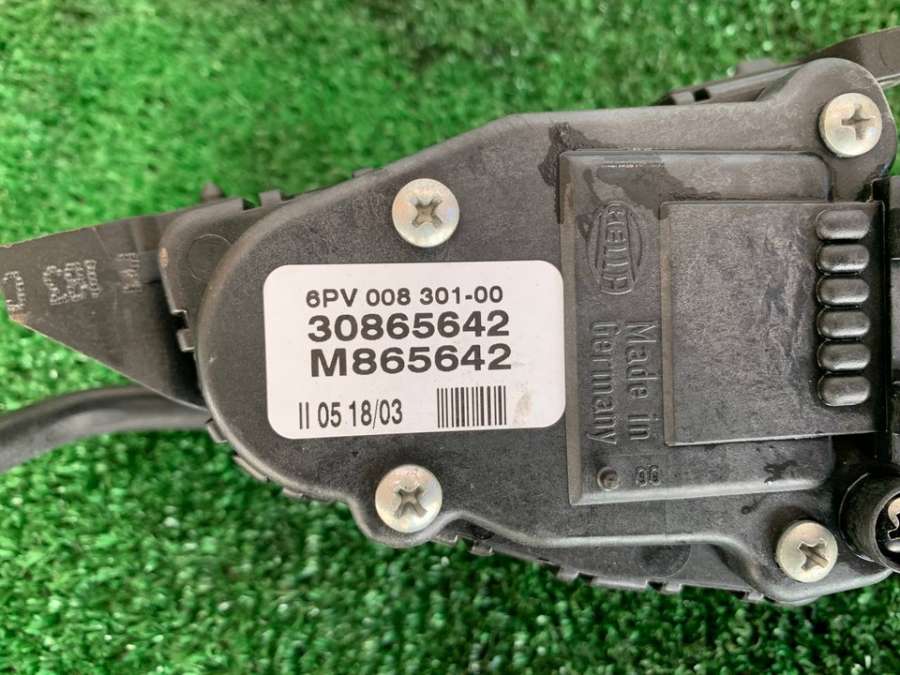 6PV 008 301-00
30865642
M865642
II 05 18/03
HELLA
Made in
Germany